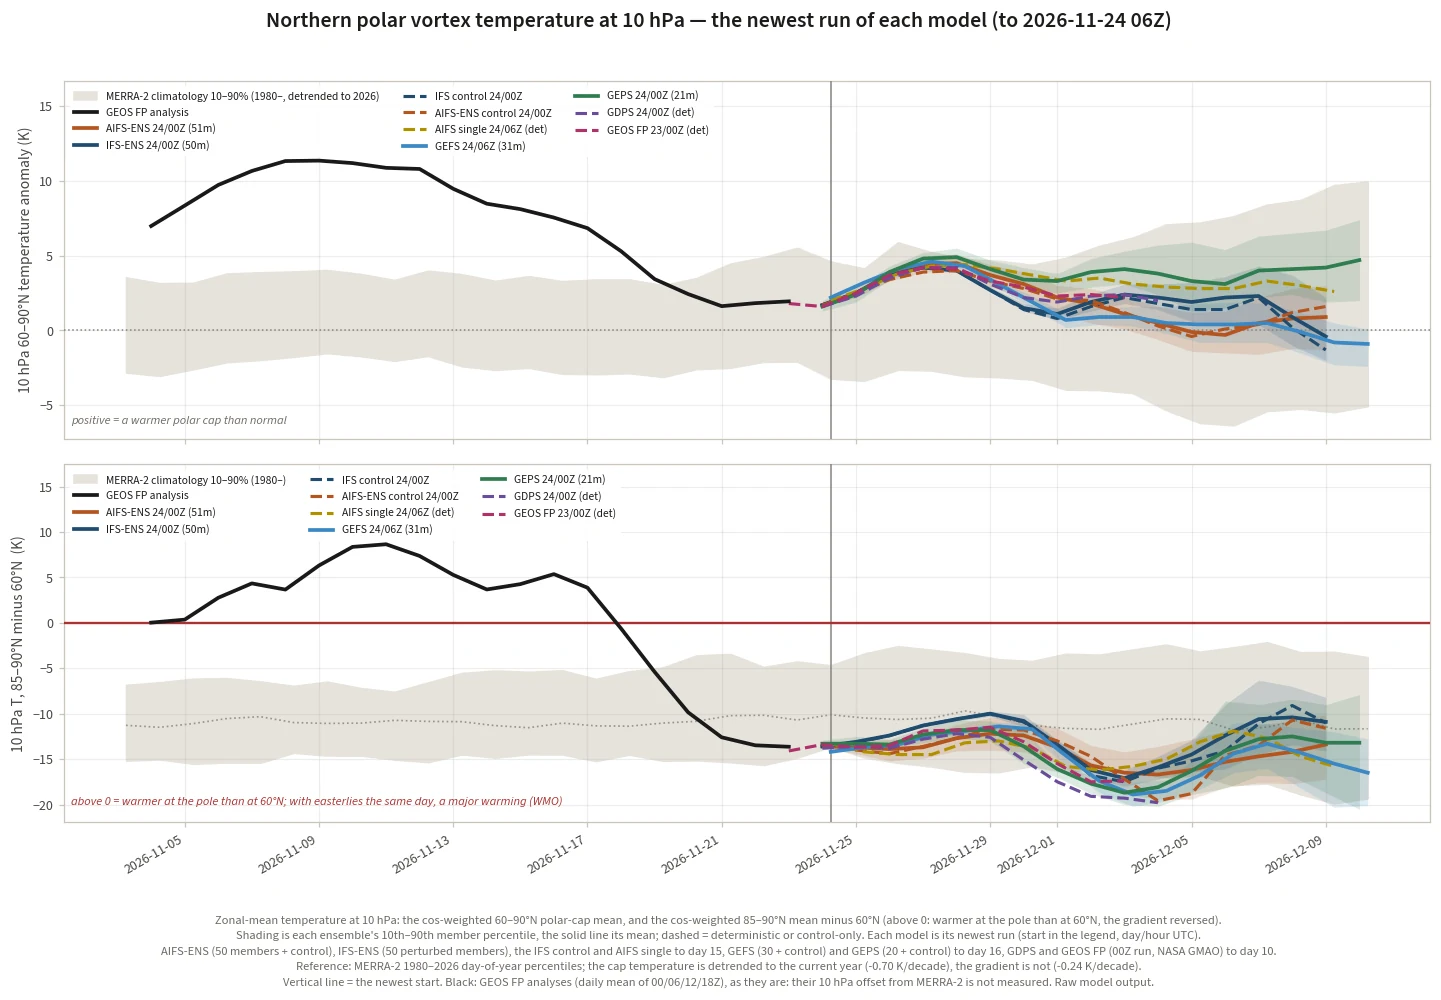 Northern polar vortex temperature at 10 hPa — the newest run of each model (to 2026-11-24 06Z)
10 hPa 60–90°N temperature anomaly (K)
15
10
5
0
−5
MERRA-2 climatology 10–90% (1980–, detrended to 2026)
GEOS FP analysis
AIFS-ENS 24/00Z (51m)
IFS-ENS 24/00Z (50m)
IFS control 24/00Z
AIFS-ENS control 24/00Z
AIFS single 24/06Z (det)
GEFS 24/06Z (31m)
GEPS 24/00Z (21m)
GDPS 24/00Z (det)
GEOS FP 23/00Z (det)
positive = a warmer polar cap than normal
10 hPa T, 85–90°N minus 60°N (K)
15
10
5
0
−5
−10
−15
−20
MERRA-2 climatology 10–90% (1980–)
GEOS FP analysis
AIFS-ENS 24/00Z (51m)
IFS-ENS 24/00Z (50m)
IFS control 24/00Z
AIFS-ENS control 24/00Z
AIFS single 24/06Z (det)
GEFS 24/06Z (31m)
GEPS 24/00Z (21m)
GDPS 24/00Z (det)
GEOS FP 23/00Z (det)
above 0 = warmer at the pole than at 60°N; with easterlies the same day, a major warming (WMO)
2026-11-05
2026-11-09
2026-11-13
2026-11-17
2026-11-21
2026-11-25
2026-11-29
2026-12-01
2026-12-05
2026-12-09
Zonal-mean temperature at 10 hPa: the cos-weighted 60–90°N polar-cap mean, and the cos-weighted 85–90°N mean minus 60°N (above 0: warmer at the pole than at 60°N, the gradient reversed).
Shading is each ensemble's 10th–90th member percentile, the solid line its mean; dashed = deterministic or control-only. Each model is its newest run (start in the legend, day/hour UTC).
AIFS-ENS (50 members + control), IFS-ENS (50 perturbed members), the IFS control and AIFS single to day 15, GEFS (30 + control) and GEPS (20 + control) to day 16, GDPS and GEOS FP (00Z run, NASA GMAO) to day 10.
Reference: MERRA-2 1980–2026 day-of-year percentiles; the cap temperature is detrended to the current year (-0.70 K/decade), the gradient is not (-0.24 K/decade).
Vertical line = the newest start. Black: GEOS FP analyses (daily mean of 00/06/12/18Z), as they are: their 10 hPa offset from MERRA-2 is not measured. Raw model output.